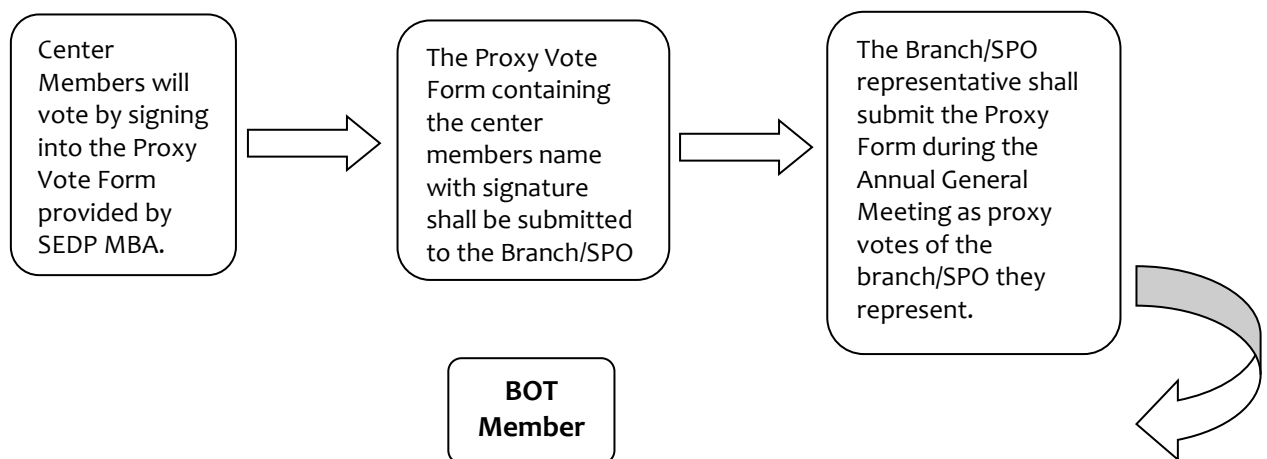 Center
Members will
vote by signing
into the Proxy
Vote Form
provided by
SEDP MBA.
The Proxy Vote
Form containing
the center
members name
with signature
shall be submitted
to the Branch/SPO
The Branch/SPO
representative shall
submit the Proxy
Form during the
Annual General
Meeting as proxy
votes of the
branch/SPO they
represent.
BOT
Member